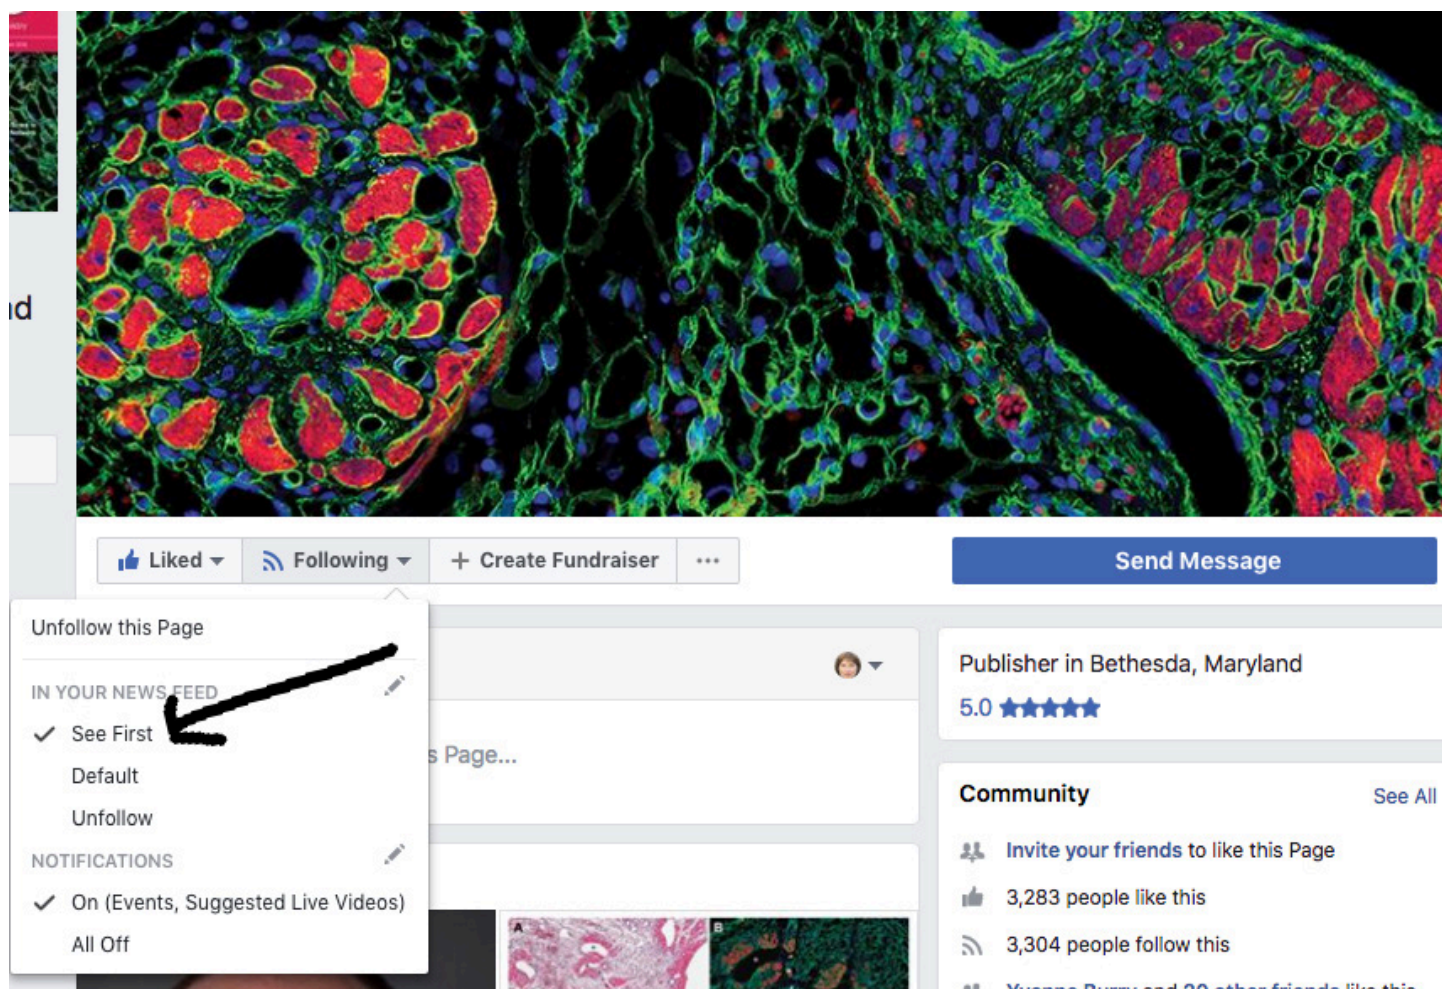 nd
Liked
Following
+ Create Fundraiser
...
Send Message
Unfollow this Page
IN YOUR NEWS FEED
See First
Default
Unfollow
NOTIFICATIONS
On (Events, Suggested Live Videos)
All Off
s Page...
A
B
Publisher in Bethesda, Maryland
5.0
Community
See All
Invite your friends to like this Page
3,283 people like this
3,304 people follow this